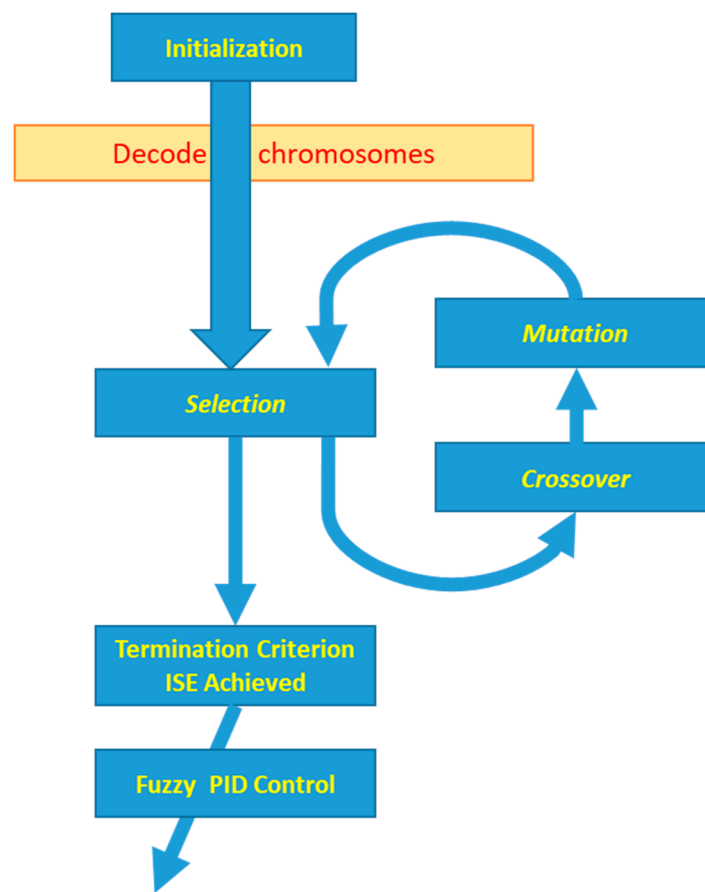 Initialization
Decode chromosomes
Mutation
Selection
Crossover
Termination Criterion
ISE Achieved
Fuzzy PID Control